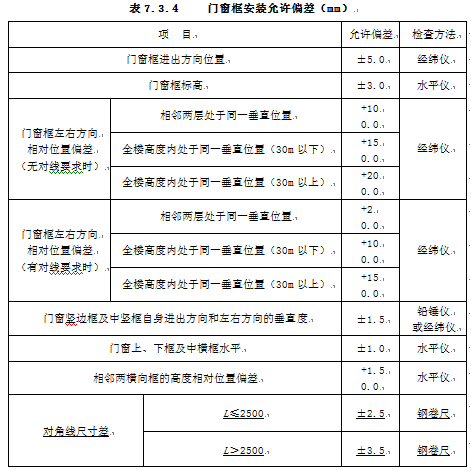 表 7.3.4 门窗框安装允许偏差（mm）
项 目 允许偏差 检查方法
门窗框进出方向位置 ±5.0 经纬仪
门窗框标高 ±3.0 水平仪
门窗框左右方向
相对位置偏差
（无对线要求时）
相邻两层处于同一垂直位置 +10
0.0
全楼高度内处于同一垂直位置（30m 以下） +15
0.0
全楼高度内处于同一垂直位置（30m 以上） +20
0.0
经纬仪
门窗框左右方向
相对位置偏差
（有对线要求时）
相邻两层处于同一垂直位置 +2
0.0
全楼高度内处于同一垂直位置（30m 以下） +10
0.0
全楼高度内处于同一垂直位置（30m 以上） +15
0.0
经纬仪
门窗竖边框及中竖框自身进出方向和左右方向的垂直度 ±1.5 铅锤仪
或经纬仪
门窗上、下框及中横框水平 ±1.0 水平仪
相邻两横向框的高度相对位置偏差 +1.5
0.0
水平仪
对角线尺寸差
L≤2500 ±2.5 钢卷尺
L＞2500 ±3.5 钢卷尺